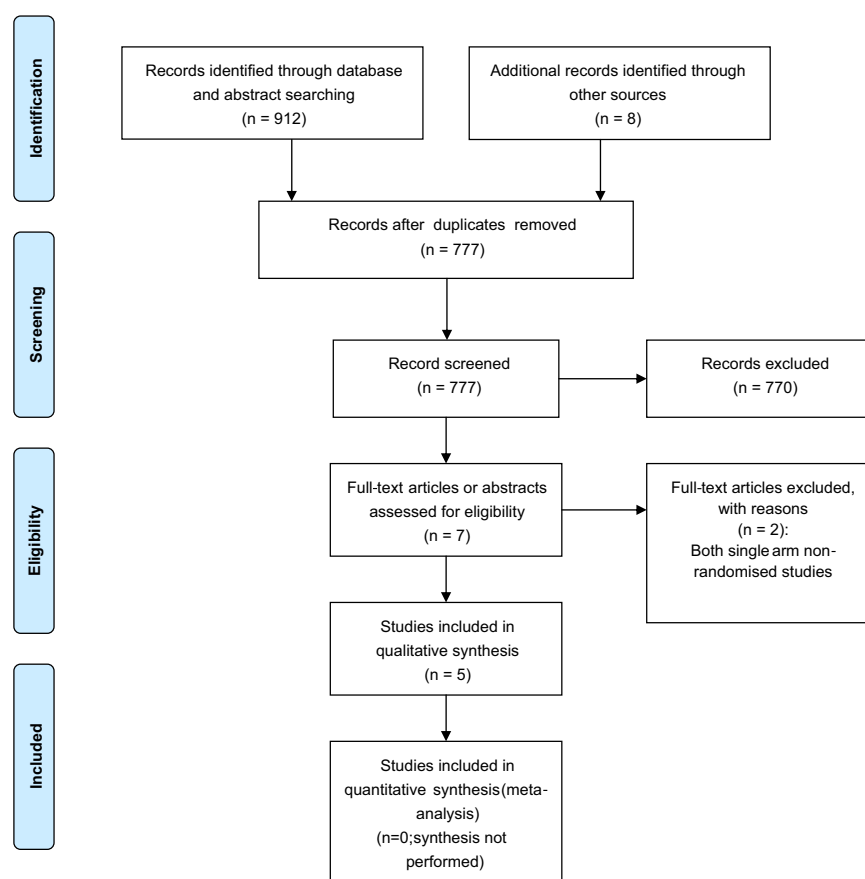 Identification
Records identified through database
and abstract searching
(n = 912)
Additional records identified through
other sources
(n = 8)
Records after duplicates removed
(n = 777)
Screening
Record screened
(n = 777)
Records excluded
(n = 770)
Eligibility
Full-text articles or abstracts
assessed for eligibility
(n = 7)
Full-text articles excluded,
with reasons
(n = 2):
Both single arm non-
randomised studies
Studies included in
qualitative synthesis
(n = 5)
Included
Studies included in
quantitative synthesis(meta-
analysis)
(n=0;synthesis not
performed)